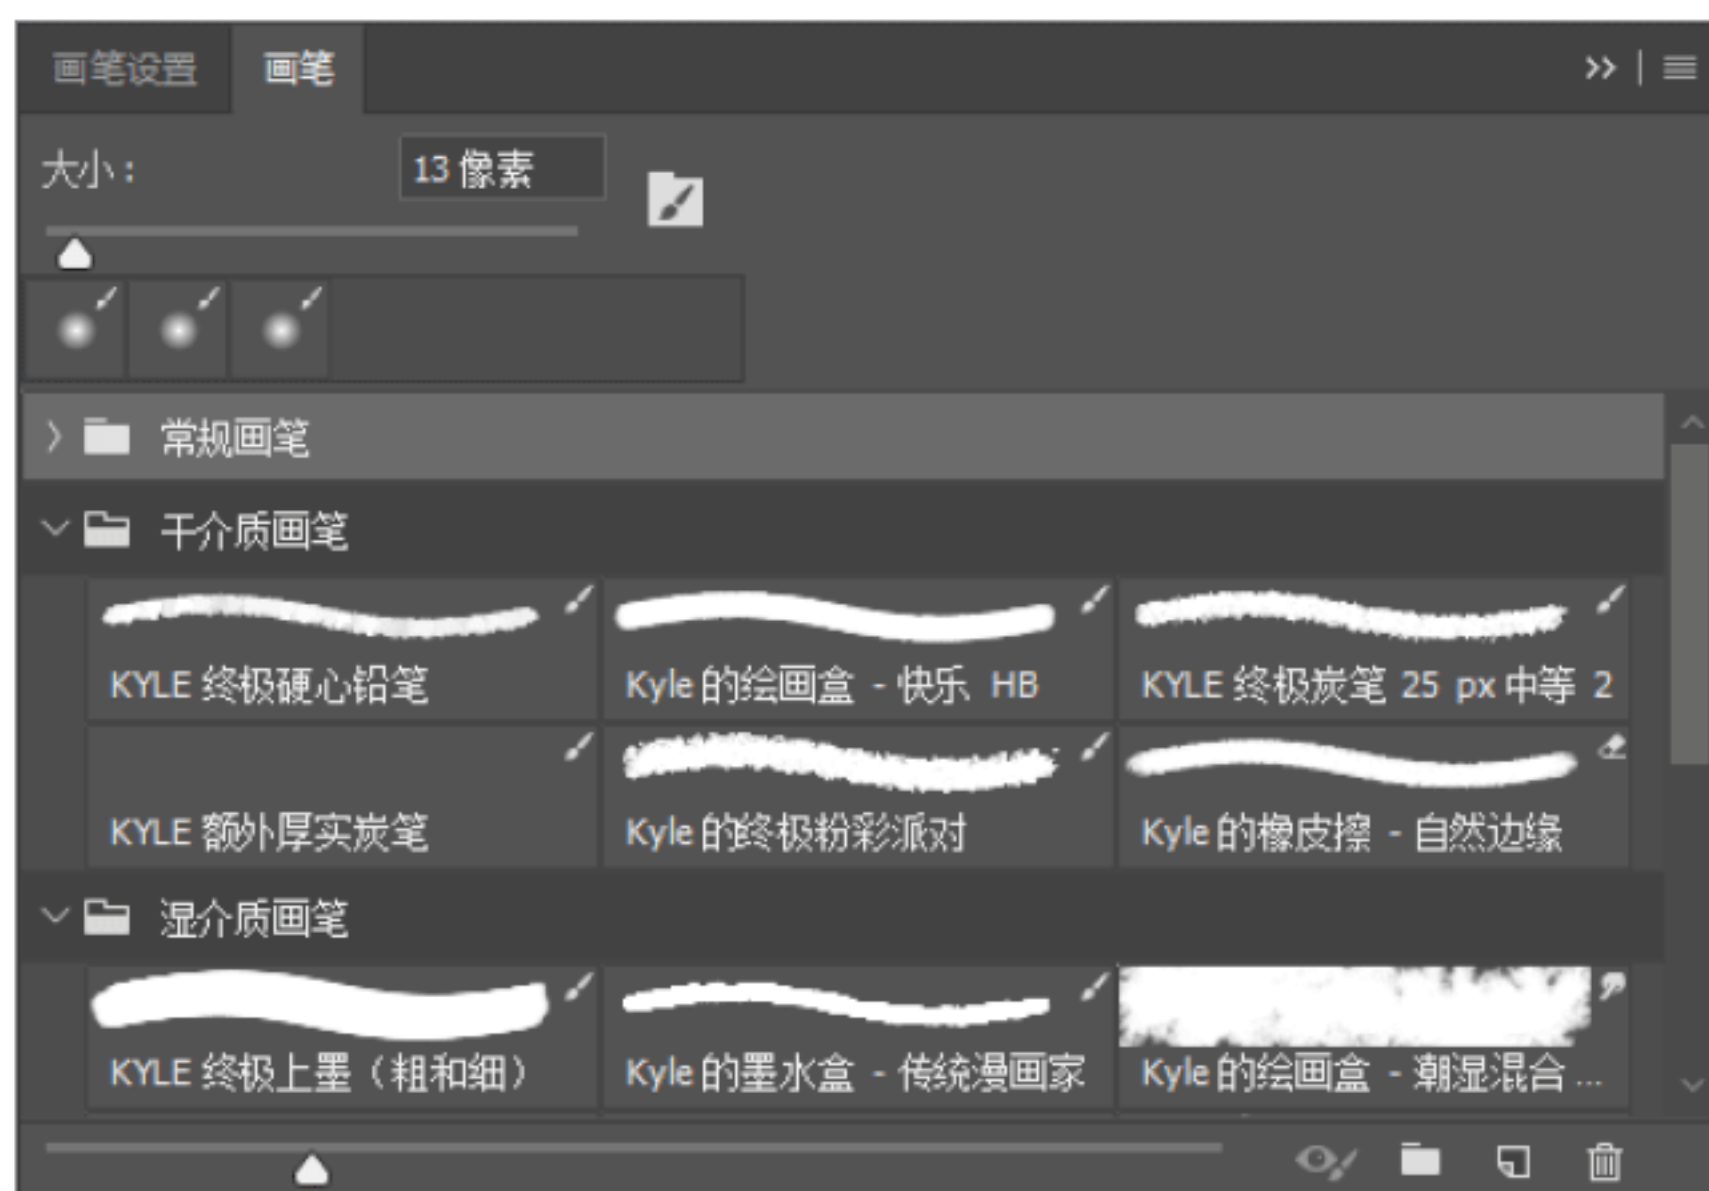 画笔设置 画笔
大小： 13 像素
常规画笔
干介质画笔
KYLE 终极硬心铅笔 Kyle 的绘画盒 - 快乐 HB KYLE 终极炭笔 25 px 中等 2
KYLE 额外厚实炭笔 Kyle 的终极粉彩派对 Kyle 的橡皮擦 - 自然边缘
湿介质画笔
KYLE 终极上墨（粗和细） Kyle 的墨水盒 - 传统漫画家 Kyle 的绘画盒 - 潮湿混合 ...